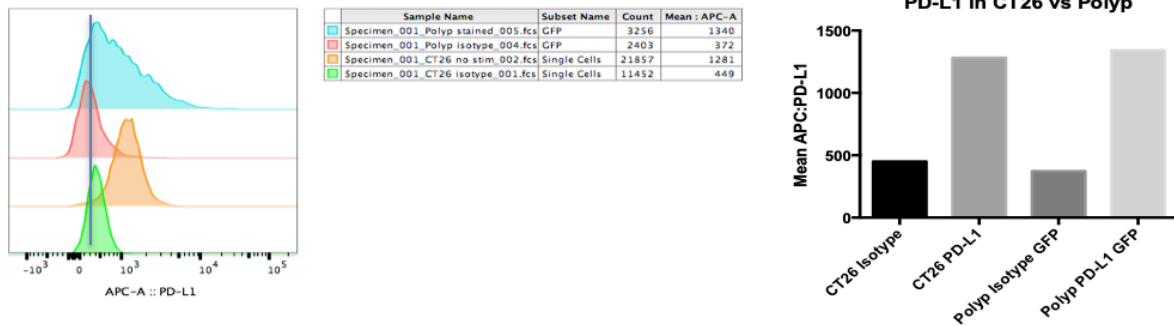 Sample Name Subset Name Count Mean : APC-A
Specimen_001_Polyp stained_005.fcs GFP 3256 1340
Specimen_001_Polyp isotype_004.fcs GFP 2403 372
Specimen_001_CT26 no stim_002.fcs Single Cells 21857 1281
Specimen_001_CT26 isotype_001.fcs Single Cells 11452 449
-10³ 0 10³ 10⁴ 10⁵
APC-A :: PD-L1
PD-L1 in CT26 vs Polyp
Mean APC:PD-L1
1500
1000
500
0
CT26 Isotype
CT26 PD-L1
Polyp Isotype GFP
Polyp PD-L1 GFP